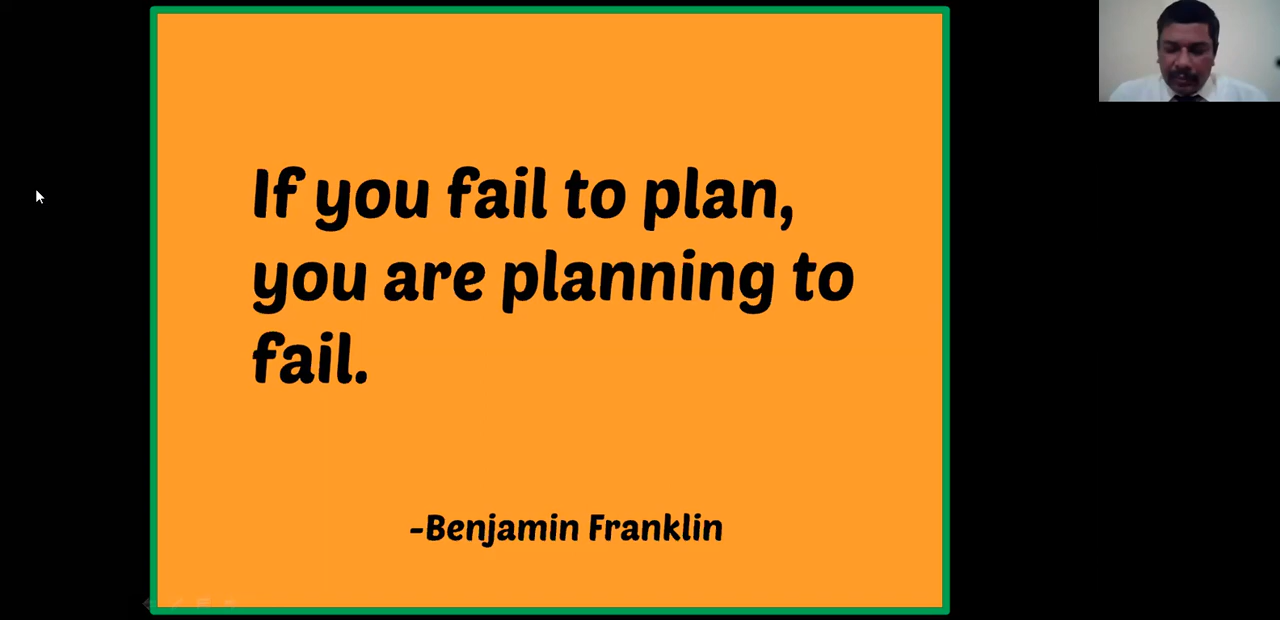 If you fail to plan,
you are planning to
fail.
-Benjamin Franklin